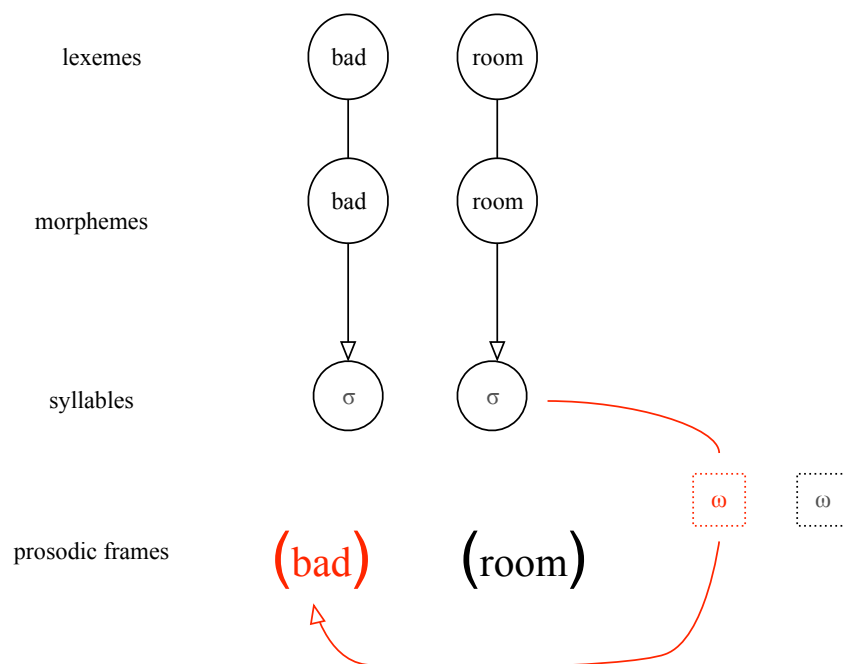 lexemes bad room
morphemes bad room
syllables σ σ
ω ω
prosodic frames (bad) (room)